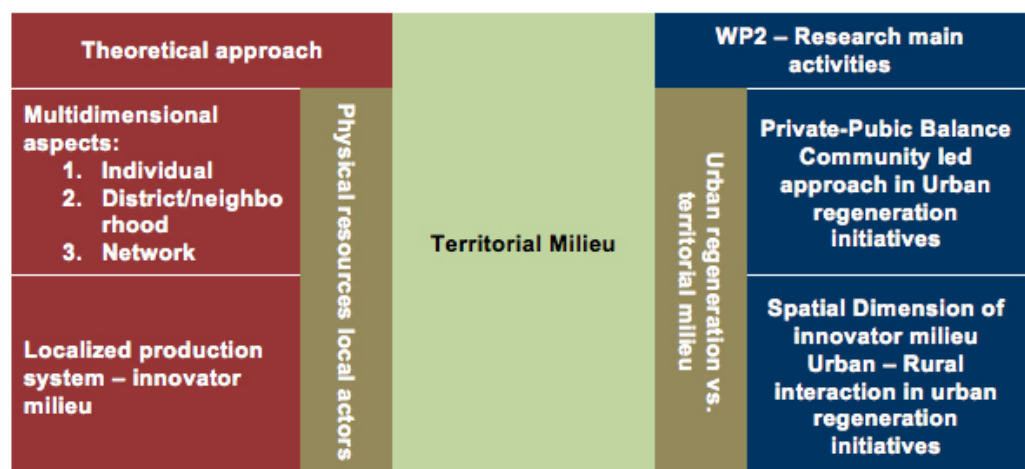 Theoretical approach
Multidimensional
aspects:
1. Individual
2. District/neighbo
rhood
3. Network
Localized production
system – innovator
milieu
Physical resources local actors
Territorial Milieu
Urban regeneration vs.
territorial milieu
WP2 – Research main
activities
Private-Pubic Balance
Community led
approach in Urban
regeneration
initiatives
Spatial Dimension of
innovator milieu
Urban – Rural
interaction in urban
regeneration
initiatives